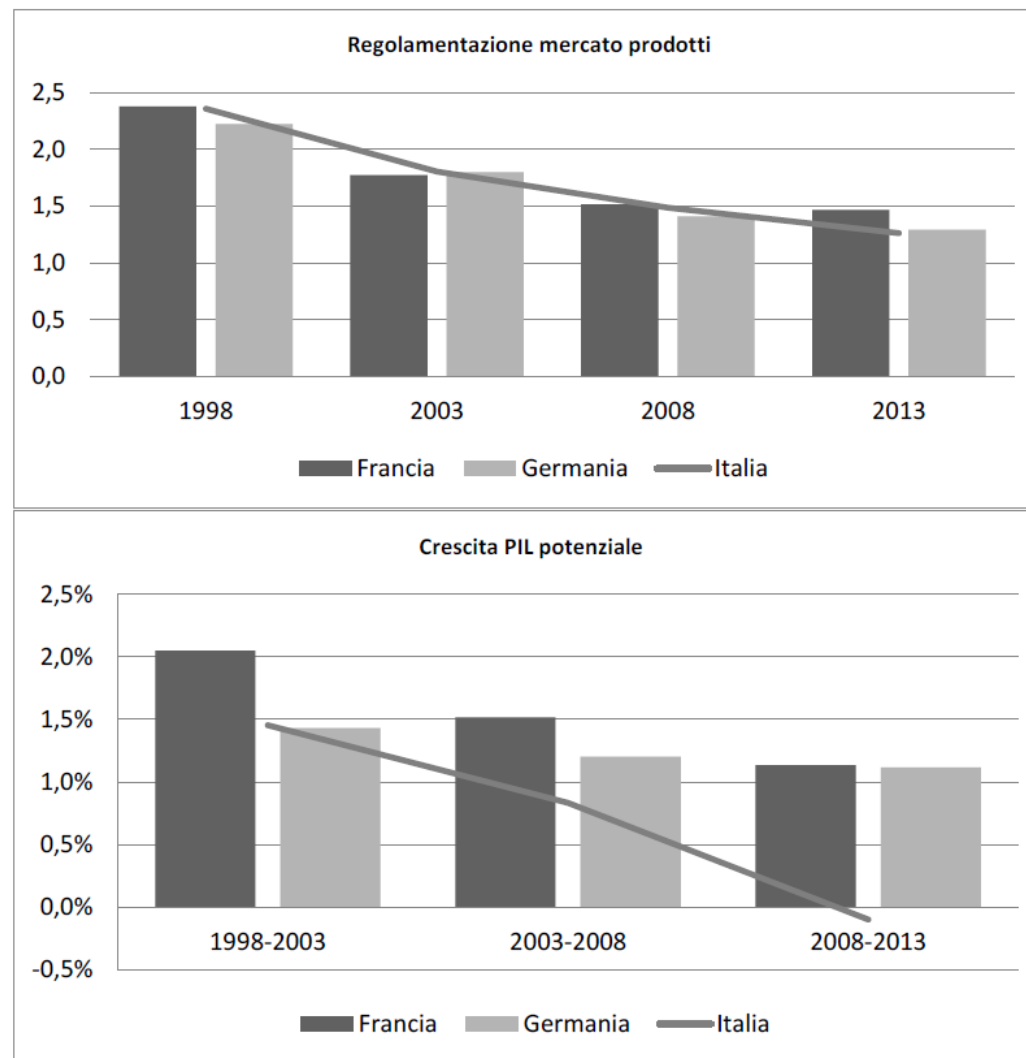 Regolamentazione mercato prodotti
2,5
2,0
1,5
1,0
0,5
0,0
1998 2003 2008 2013
Francia Germania Italia
Crescita PIL potenziale
2,5%
2,0%
1,5%
1,0%
0,5%
0,0%
1998-2003 2003-2008 2008-2013
-0,5%
Francia Germania Italia